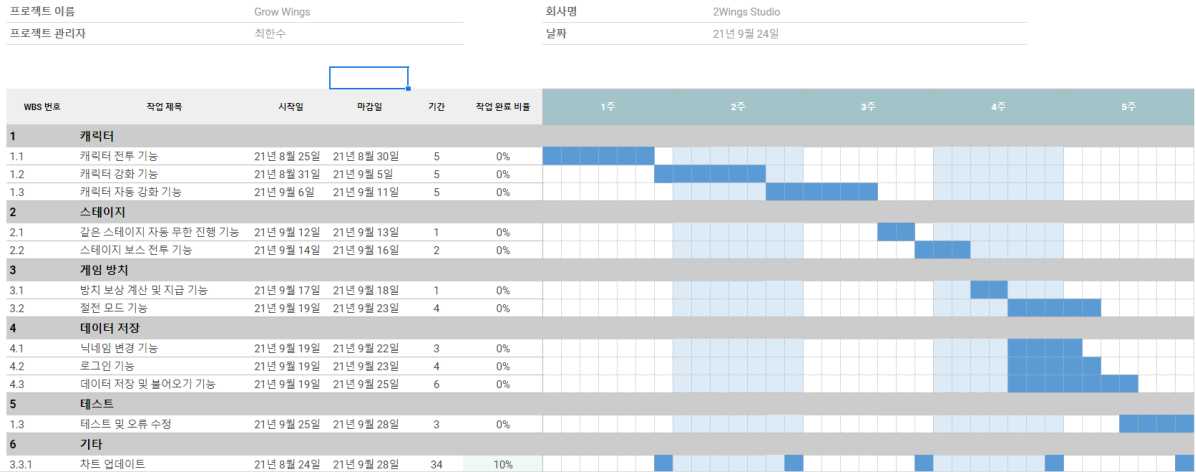 프로젝트 이름 Grow Wings 회사명 2Wings Studio
프로젝트 관리자 최한수 날짜 21년 9월 24일
WBS 번호 작업 제목 시작일 마감일 기간 작업 완료 비율 1주 2주 3주 4주 5주
1 캐릭터
1.1 캐릭터 전투 기능 21년 8월 25일 21년 8월 30일 5 0%
1.2 캐릭터 강화 기능 21년 8월 31일 21년 9월 5일 5 0%
1.3 캐릭터 자동 강화 기능 21년 9월 6일 21년 9월 11일 5 0%
2 스테이지
2.1 같은 스테이지 자동 무한 진행 기능 21년 9월 12일 21년 9월 13일 1 0%
2.2 스테이지 보스 전투 기능 21년 9월 14일 21년 9월 16일 2 0%
3 게임 방치
3.1 방치 보상 계산 및 지급 기능 21년 9월 17일 21년 9월 18일 1 0%
3.2 절전 모드 기능 21년 9월 19일 21년 9월 23일 4 0%
4 데이터 저장
4.1 닉네임 변경 기능 21년 9월 19일 21년 9월 22일 3 0%
4.2 로그인 기능 21년 9월 19일 21년 9월 23일 4 0%
4.3 데이터 저장 및 불어오기 기능 21년 9월 19일 21년 9월 25일 6 0%
5 테스트
1.3 테스트 및 오류 수정 21년 9월 25일 21년 9월 28일 3 0%
6 기타
3.3.1 차트 업데이트 21년 8월 24일 21년 9월 28일 34 10%